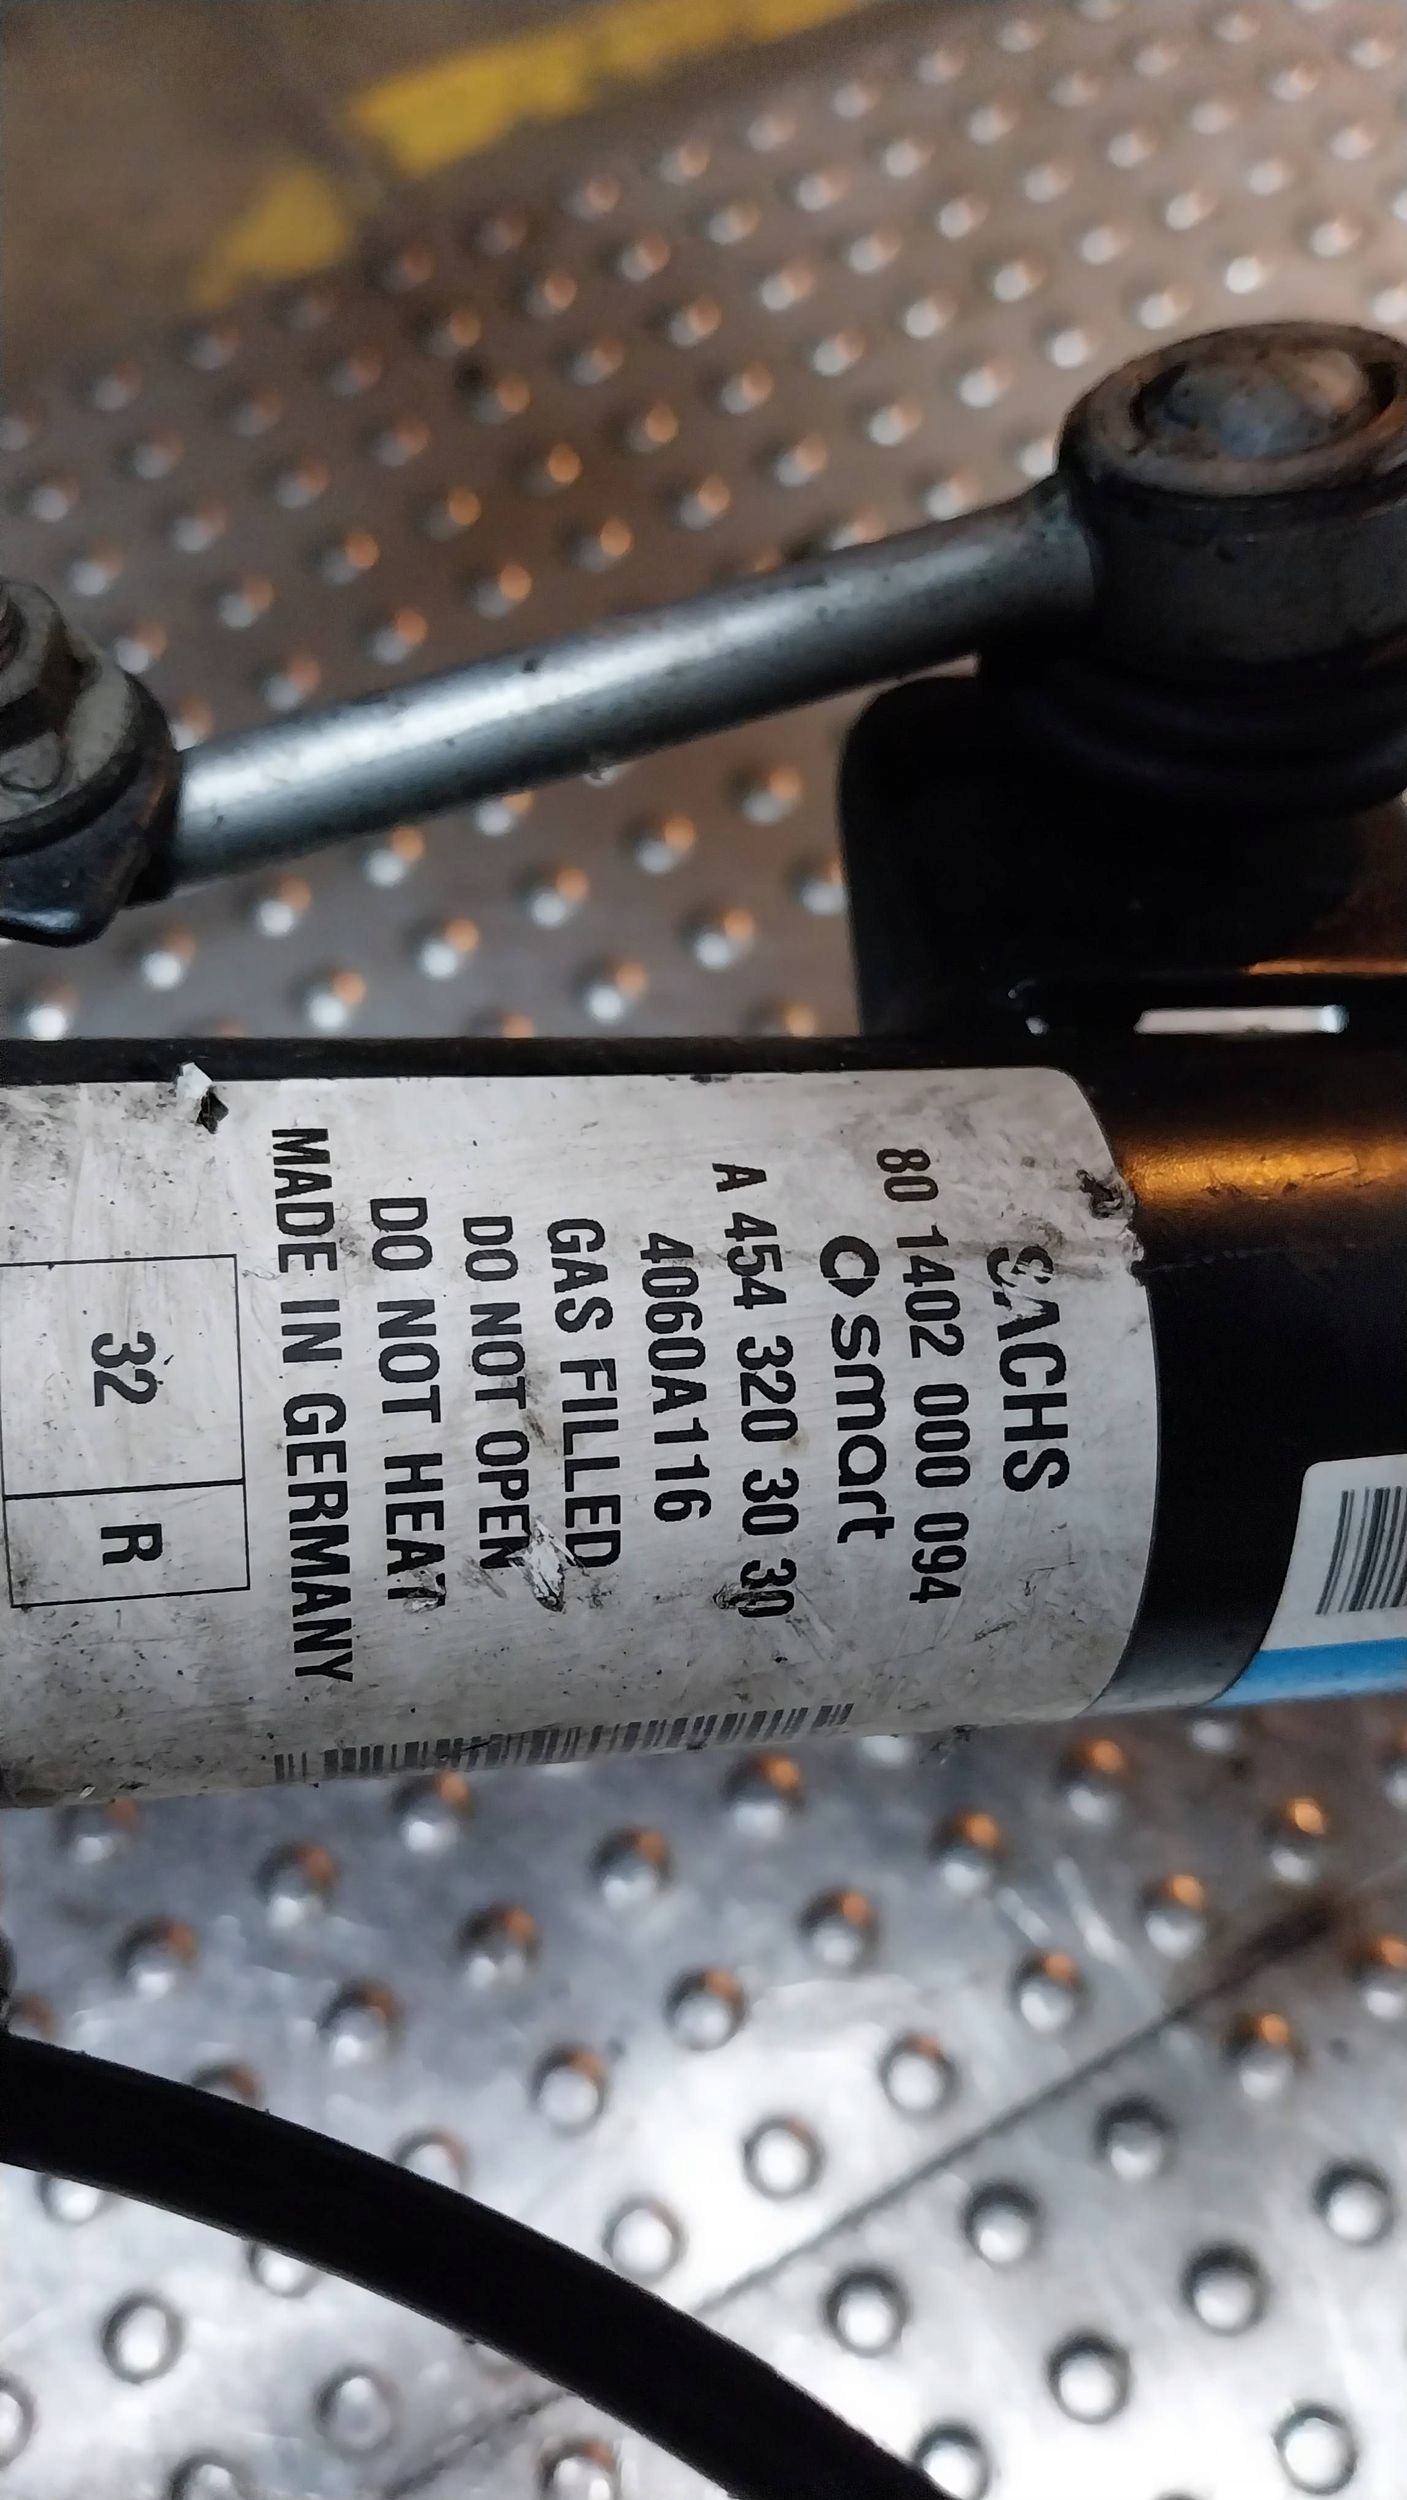 SACHS
80 1402 000 094
smart
A 454 320 30 30
4060A116
GAS FILLED
DO NOT OPEN
DO NOT HEAT
MADE IN GERMANY
32 R